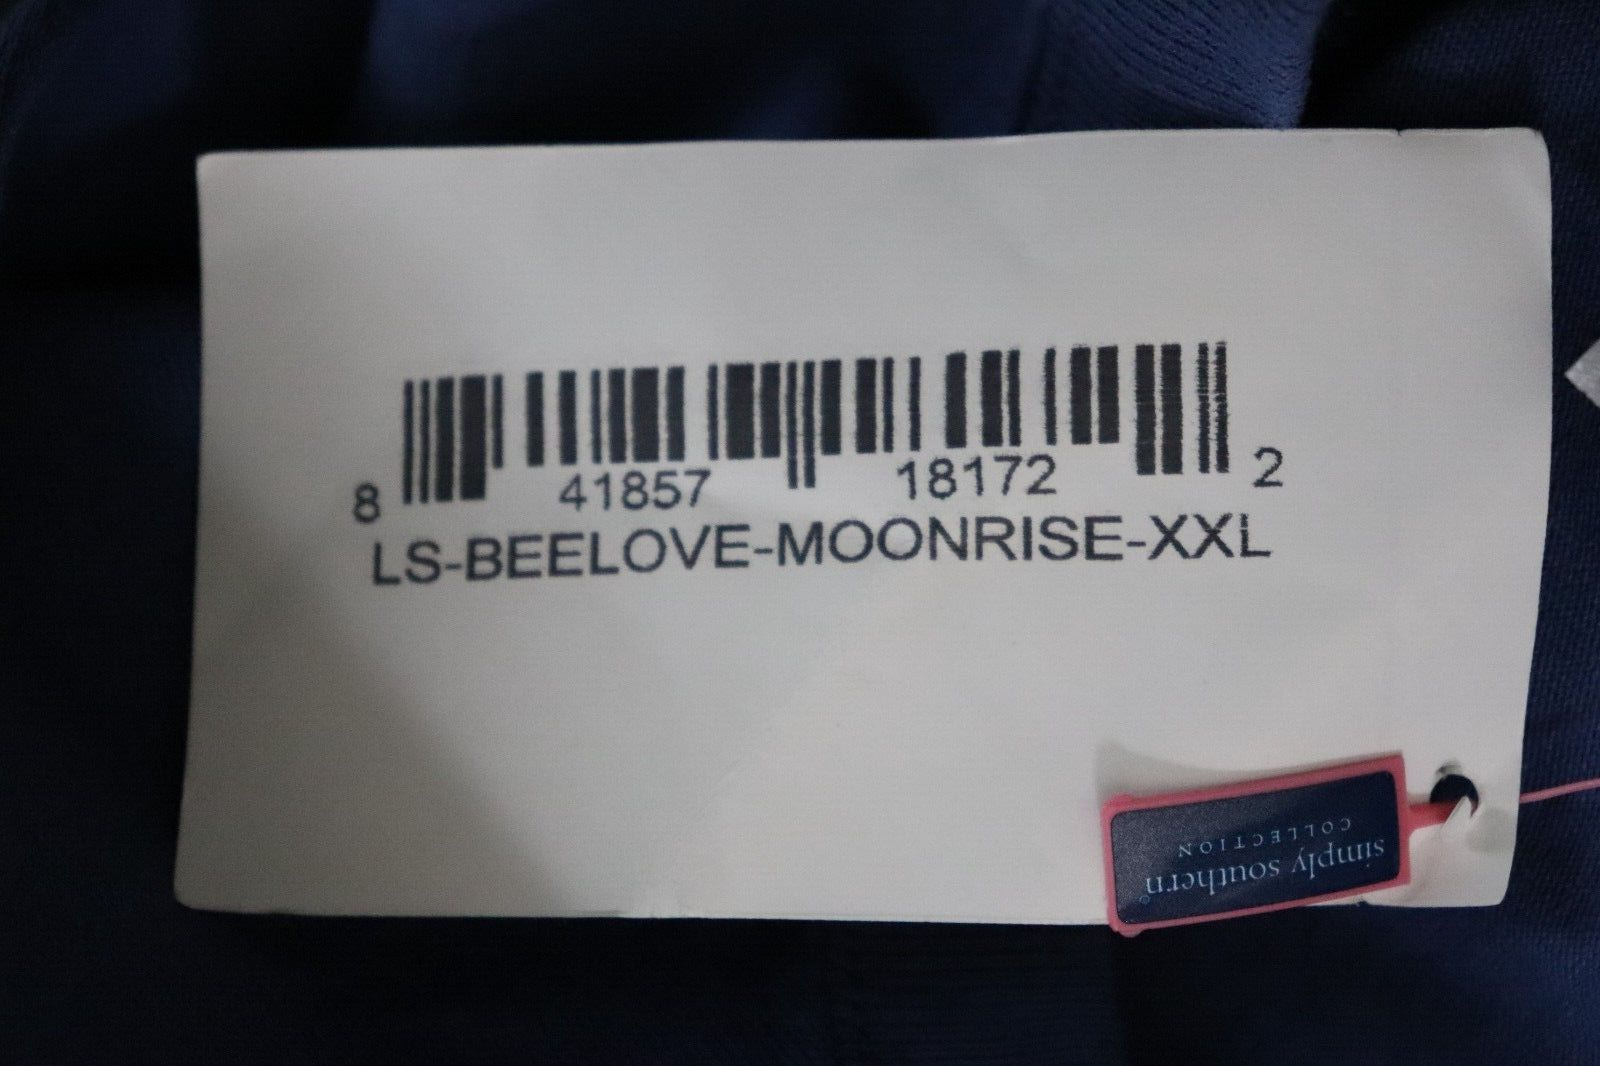 8 41857 18172 2
LS-BEELOVE-MOONRISE-XXL
simply southern®
COLLECTION